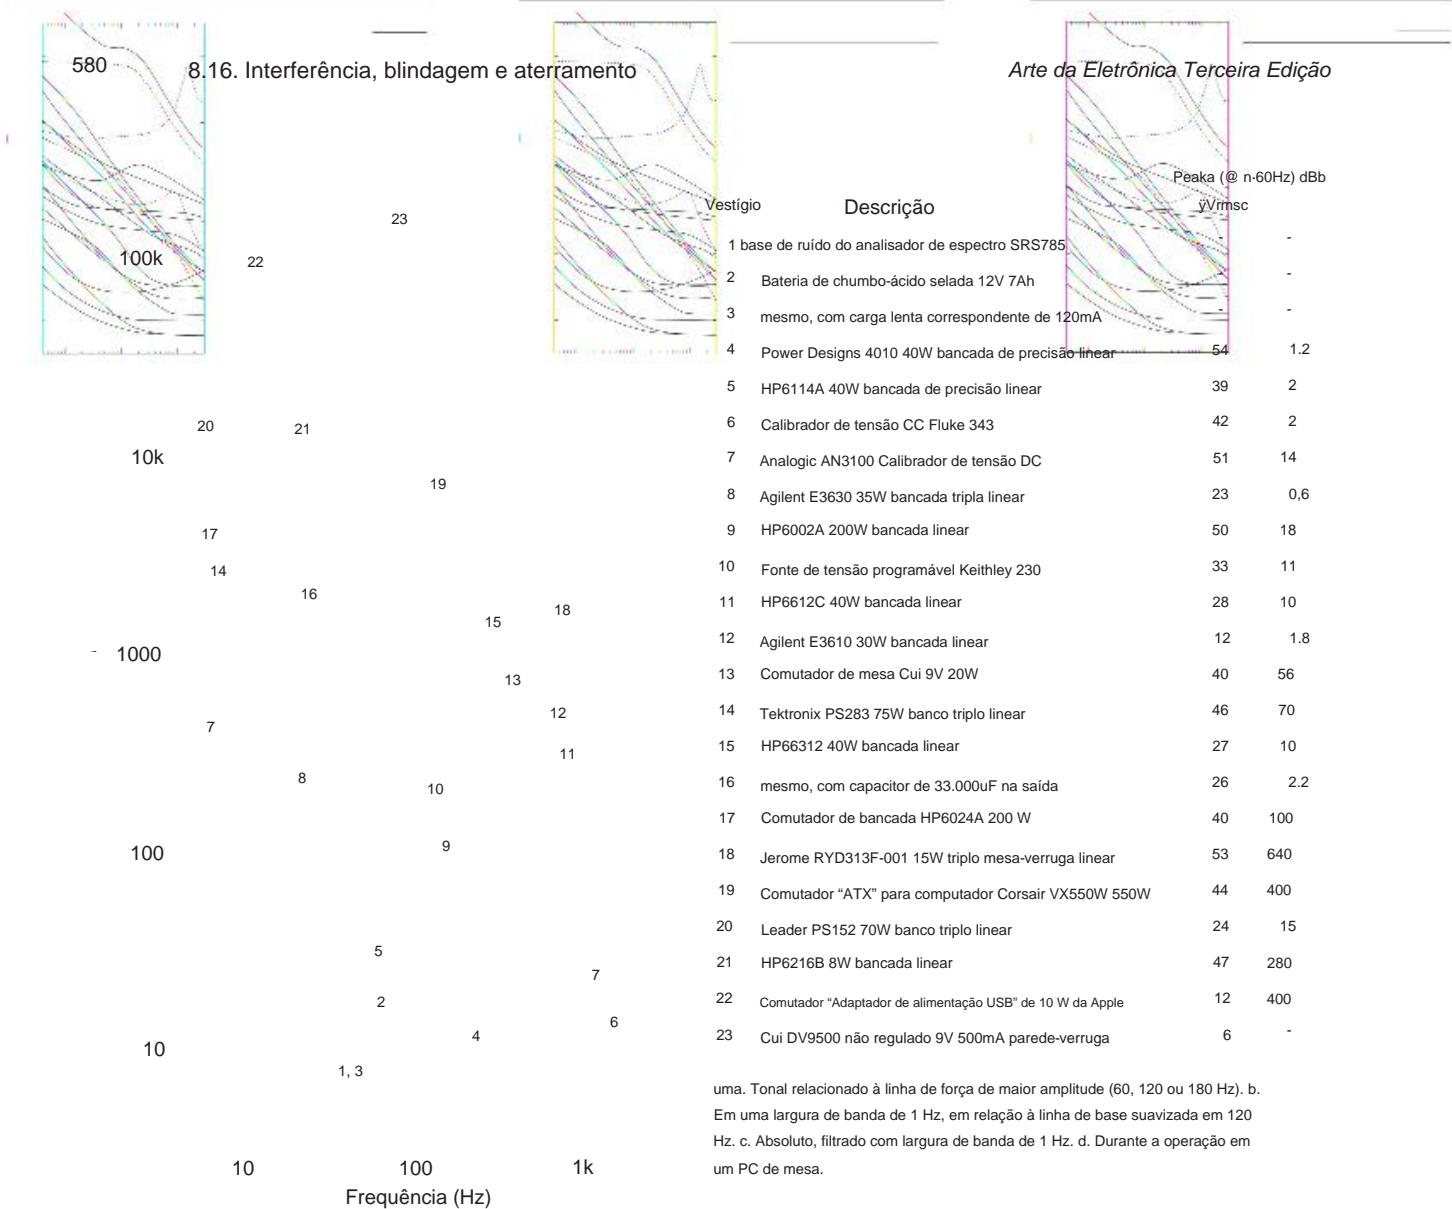 580
8.16. Interferência, blindagem e aterramento
Arte da Eletrônica Terceira Edição
Peaka (@ n-60Hz) dBb
Vestígio Descrição ÿVrmsc
1 base de ruído do analisador de espectro SRS785 - -
2 Bateria de chumbo-ácido selada 12V 7Ah - -
3 mesmo, com carga lenta correspondente de 120mA - -
4 Power Designs 4010 40W bancada de precisão linear 54 1.2
5 HP6114A 40W bancada de precisão linear 39 2
6 Calibrador de tensão CC Fluke 343 42 2
7 Analogic AN3100 Calibrador de tensão DC 51 14
8 Agilent E3630 35W bancada tripla linear 23 0,6
9 HP6002A 200W bancada linear 50 18
10 Fonte de tensão programável Keithley 230 33 11
11 HP6612C 40W bancada linear 28 10
12 Agilent E3610 30W bancada linear 12 1.8
13 Comutador de mesa Cui 9V 20W 40 56
14 Tektronix PS283 75W banco triplo linear 46 70
15 HP66312 40W bancada linear 27 10
16 mesmo, com capacitor de 33.000uF na saída 26 2.2
17 Comutador de bancada HP6024A 200 W 40 100
18 Jerome RYD313F-001 15W triplo mesa-verruga linear 53 640
19 Comutador “ATX” para computador Corsair VX550W 550W 44 400
20 Leader PS152 70W banco triplo linear 24 15
21 HP6216B 8W bancada linear 47 280
22 Comutador “Adaptador de alimentação USB” de 10 W da Apple 12 400
23 Cui DV9500 não regulado 9V 500mA parede-verruga 6 -
uma. Tonal relacionado à linha de força de maior amplitude (60, 120 ou 180 Hz). b.
Em uma largura de banda de 1 Hz, em relação à linha de base suavizada em 120
Hz. c. Absoluto, filtrado com largura de banda de 1 Hz. d. Durante a operação em
um PC de mesa.
23
100k
22
20
21
10k
19
17
14
16
18
15
1000
13
12
7
11
8
10
9
100
5
7
2
6
4
10
1, 3
10 100 1k
Frequência (Hz)